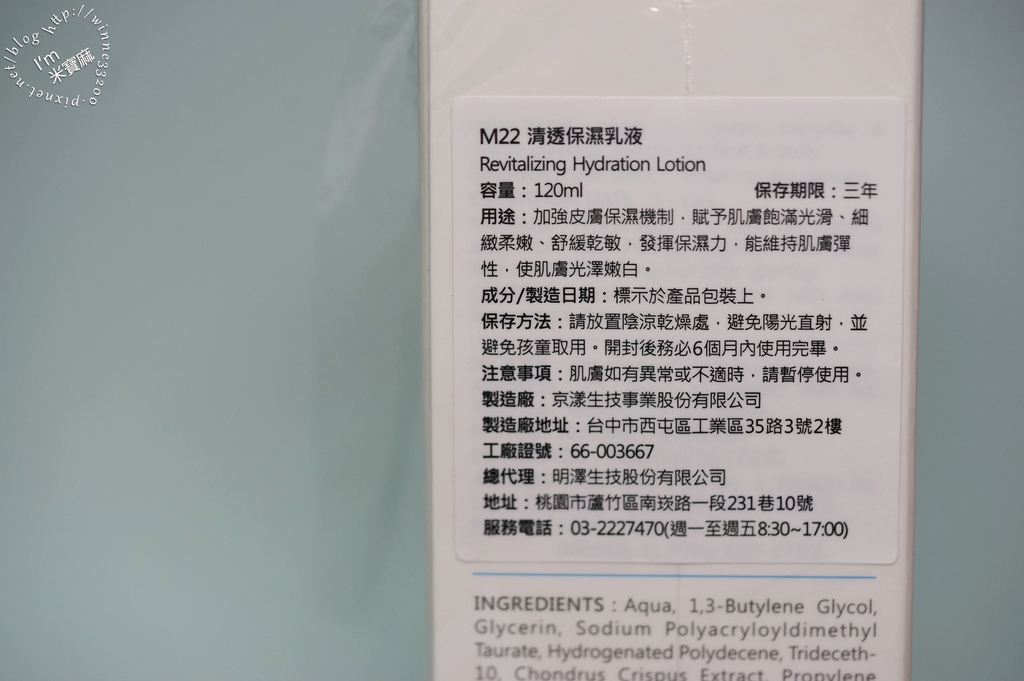 http://winne33200.pixnet.net/blog
I'm
米寶麻
M22 清透保濕乳液
Revitalizing Hydration Lotion
容量：120ml 保存期限：三年
用途：加強皮膚保濕機制，賦予肌膚飽滿光滑、細
緻柔嫩、舒緩乾敏，發揮保濕力，能維持肌膚彈
性，使肌膚光澤嫩白。
成分/製造日期：標示於產品包裝上。
保存方法：請放置陰涼乾燥處，避免陽光直射，並
避免孩童取用。開封後務必6個月內使用完畢。
注意事項：肌膚如有異常或不適時，請暫停使用。
製造廠：京漾生技事業股份有限公司
製造廠地址：台中市西屯區工業區35路3號2樓
工廠證號：66-003667
總代理：明澤生技股份有限公司
地址：桃園市蘆竹區南崁路一段231巷10號
服務電話：03-2227470(週一至週五8:30~17:00)
INGREDIENTS : Aqua, 1,3-Butylene Glycol,
Glycerin, Sodium Polyacryloyldimethyl
Taurate, Hydrogenated Polydecene, Trideceth-
10, Chondrus Crispus Extract, Propylene